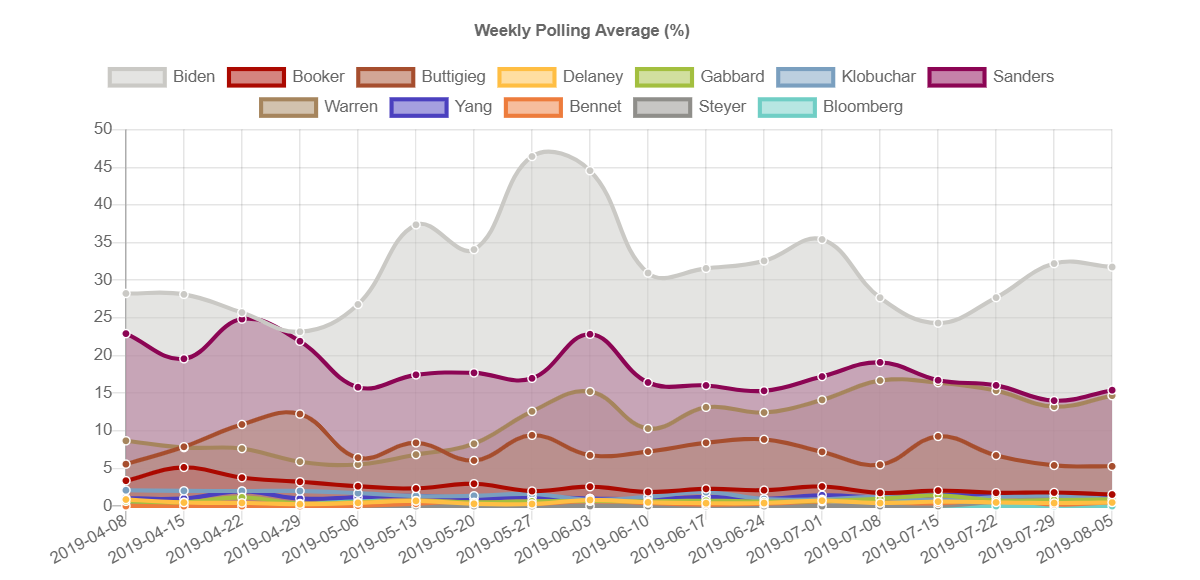 Weekly Polling Average (%)
Biden Booker Buttigieg Delaney Gabbard Klobuchar Sanders
Warren Yang Bennet Steyer Bloomberg
50
45
40
35
30
25
20
15
10
5
0
2019-04-08 2019-04-15 2019-04-22 2019-04-29 2019-05-06 2019-05-13 2019-05-20 2019-05-27 2019-06-03 2019-06-10 2019-06-17 2019-06-24 2019-07-01 2019-07-08 2019-07-15 2019-07-22 2019-07-29 2019-08-05